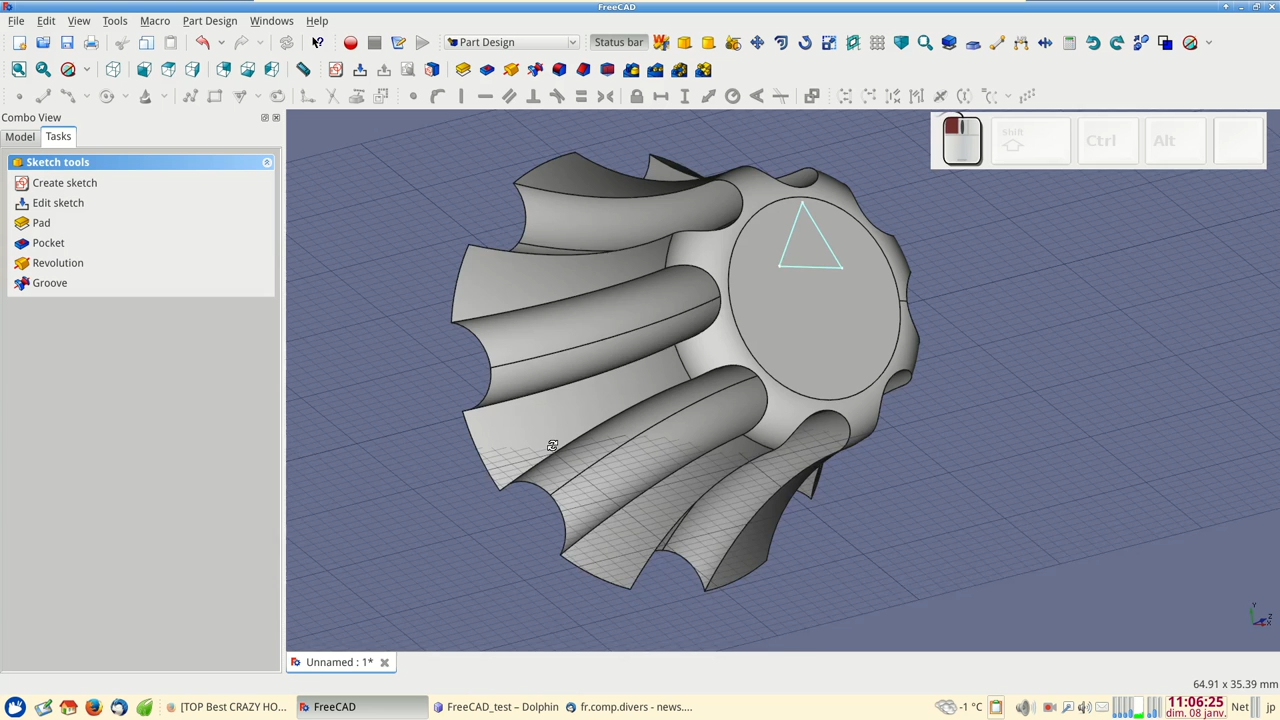 FreeCAD
File Edit View Tools Macro Part Design Windows Help
Part Design
Status bar
Combo View
Model Tasks
Sketch tools
Create sketch
Edit sketch
Pad
Pocket
Revolution
Groove
Shift
Ctrl
Alt
Y
Z
X
Unnamed : 1*
64.91 x 35.39 mm
[TOP Best CRAZY HO...
FreeCAD
FreeCAD_test – Dolphin
fr.comp.divers - news....
-1 °C
Net
jp
11:06:25
dim. 08 janv.